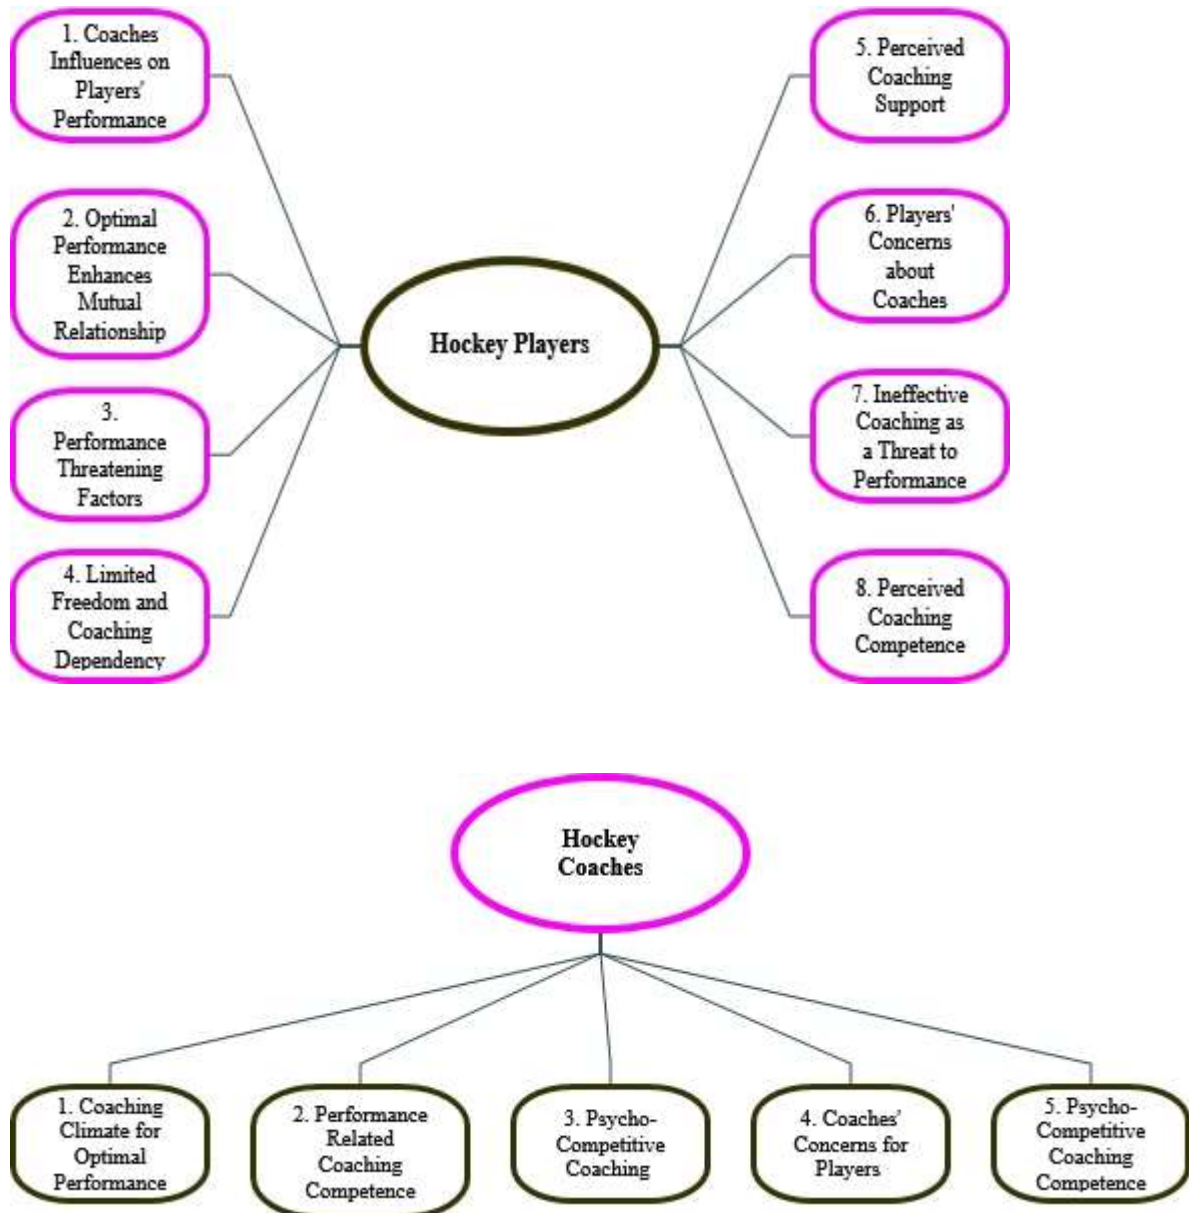 1. Coaches
Influences on
Players'
Performance
2. Optimal
Performance
Enhances
Mutual
Relationship
3.
Performance
Threatening
Factors
4. Limited
Freedom and
Coaching
Dependency
Hockey Players
5. Perceived
Coaching
Support
6. Players'
Concerns
about
Coaches
7. Ineffective
Coaching as
a Threat to
Performance
8. Perceived
Coaching
Competence
Hockey
Coaches
1. Coaching
Climate for
Optimal
Performance
2. Performance
Related
Coaching
Competence
3. Psycho-
Competitive
Coaching
4. Coaches'
Concerns for
Players
5. Psycho-
Competitive
Coaching
Competence